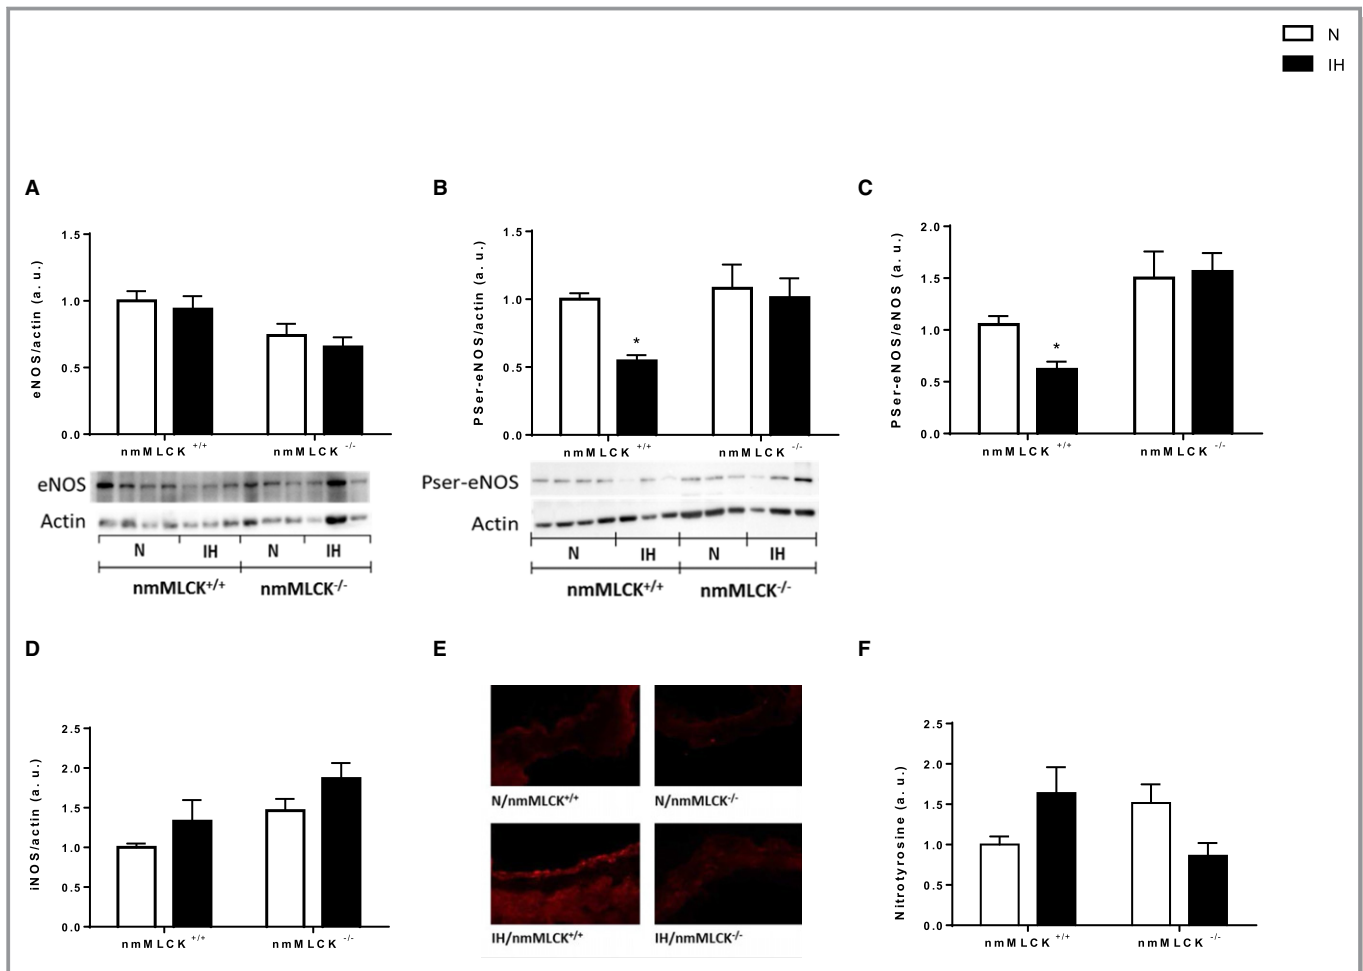 N
IH
A
B
C
eNOS/actin (a. u.)
1.5
1.0
0.5
0.0
nmMLCK +/+
nmMLCK -/-
eNOS
Actin
N
IH
N
IH
nmMLCK+/+
nmMLCK-/-
PSer-eNOS/actin (a. u.)
1.5
1.0
0.5
0.0
*
nmMLCK +/+
nmMLCK -/-
Pser-eNOS
Actin
N
IH
N
IH
nmMLCK+/+
nmMLCK-/-
PSer-eNOS/eNOS (a. u.)
2.0
1.5
1.0
0.5
0.0
*
nmMLCK +/+
nmMLCK -/-
D
E
F
iNOS/actin (a. u.)
2.5
2.0
1.5
1.0
0.5
0.0
nmMLCK +/+
nmMLCK -/-
N/nmMLCK+/+
N/nmMLCK-/-
IH/nmMLCK+/+
IH/nmMLCK-/-
Nitrotyrosine (a. u.)
2.5
2.0
1.5
1.0
0.5
0.0
nmMLCK +/+
nmMLCK -/-